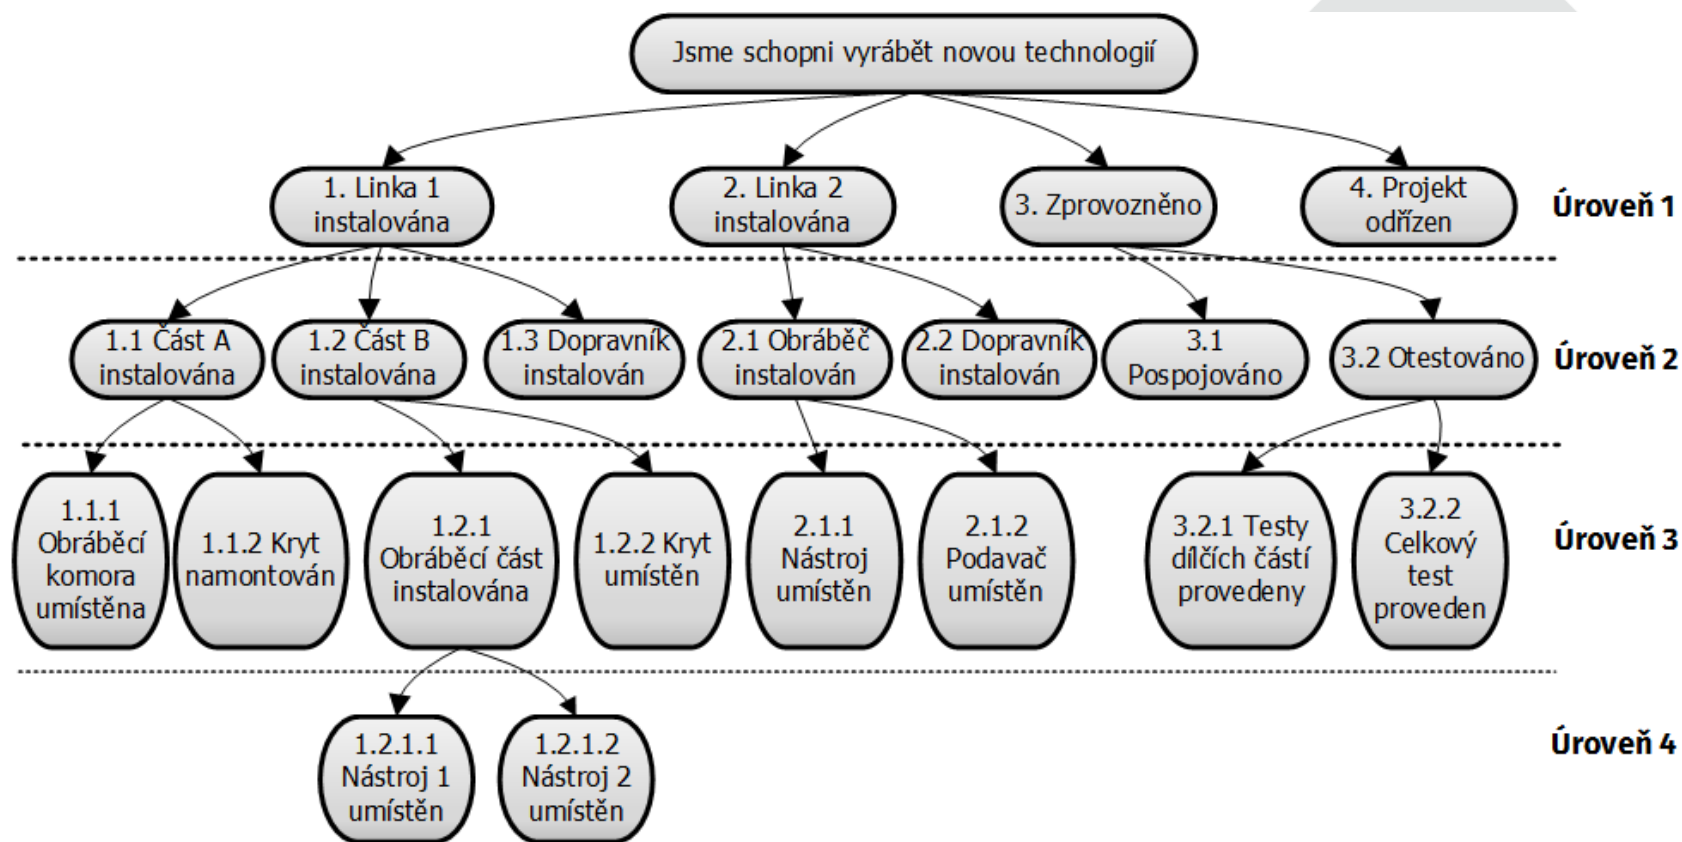 Jsme schopni vyrábět novou technologií
1. Linka 1
instalována
2. Linka 2
instalována
3. Zprovozněno
4. Projekt
odřízen
Úroveň 1
1.1 Část A
instalována
1.2 Část B
instalována
1.3 Dopravník
instalován
2.1 Obráběč
instalován
2.2 Dopravník
instalován
3.1
Pospojováno
3.2 Otestováno
Úroveň 2
1.1.1
Obráběcí
komora
umístěna
1.1.2 Kryt
namontován
1.2.1
Obráběcí část
instalována
1.2.2 Kryt
umístěn
2.1.1
Nástroj
umístěn
2.1.2
Podavač
umístěn
3.2.1 Testy
dílčích částí
provedeny
3.2.2
Celkový
test
proveden
Úroveň 3
1.2.1.1
Nástroj 1
umístěn
1.2.1.2
Nástroj 2
umístěn
Úroveň 4